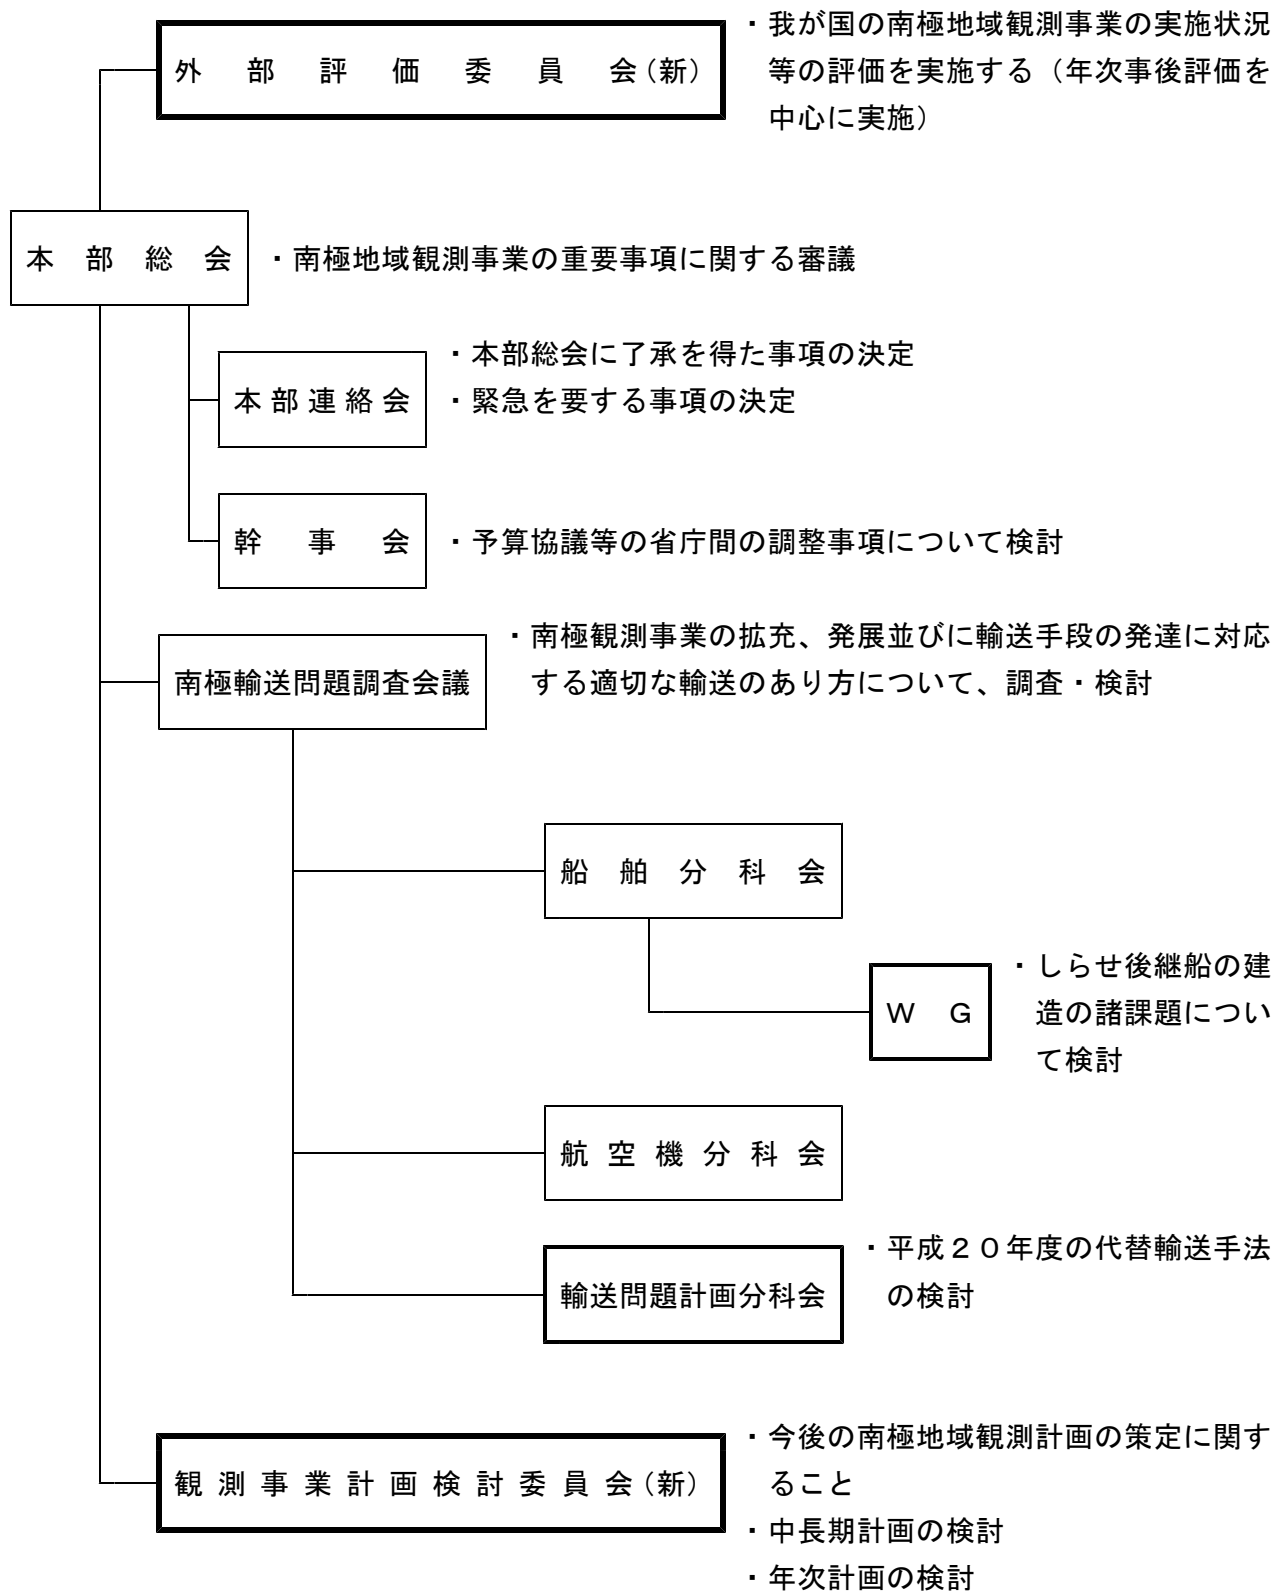 外部評価委員会（新）
・我が国の南極地域観測事業の実施状況
等の評価を実施する（年次事後評価を
中心に実施）
本部総会
・南極地域観測事業の重要事項に関する審議
本部連絡会
・本部総会に了承を得た事項の決定
・緊急を要する事項の決定
幹事会
・予算協議等の省庁間の調整事項について検討
南極輸送問題調査会議
・南極観測事業の拡充、発展並びに輸送手段の発達に対応
する適切な輸送のあり方について、調査・検討
船舶分科会
ＷＧ
・しらせ後継船の建
造の諸課題につい
て検討
航空機分科会
輸送問題計画分科会
・平成２０年度の代替輸送手法
の検討
観測事業計画検討委員会（新）
・今後の南極地域観測計画の策定に関す
ること
・中長期計画の検討
・年次計画の検討